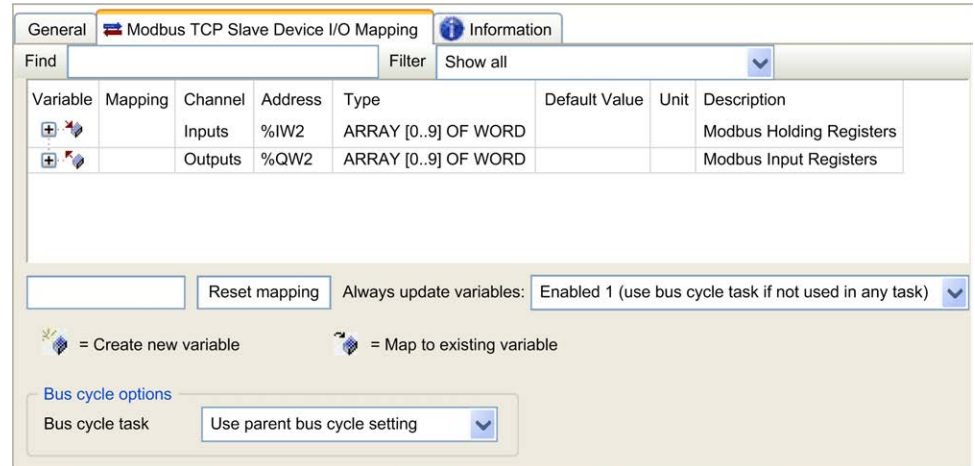 General Modbus TCP Slave Device I/O Mapping Information
Find Filter Show all
Variable Mapping Channel Address Type Default Value Unit Description
Inputs %IW2 ARRAY [0..9] OF WORD Modbus Holding Registers
Outputs %QW2 ARRAY [0..9] OF WORD Modbus Input Registers
Reset mapping Always update variables: Enabled 1 (use bus cycle task if not used in any task)
= Create new variable = Map to existing variable
Bus cycle options
Bus cycle task Use parent bus cycle setting